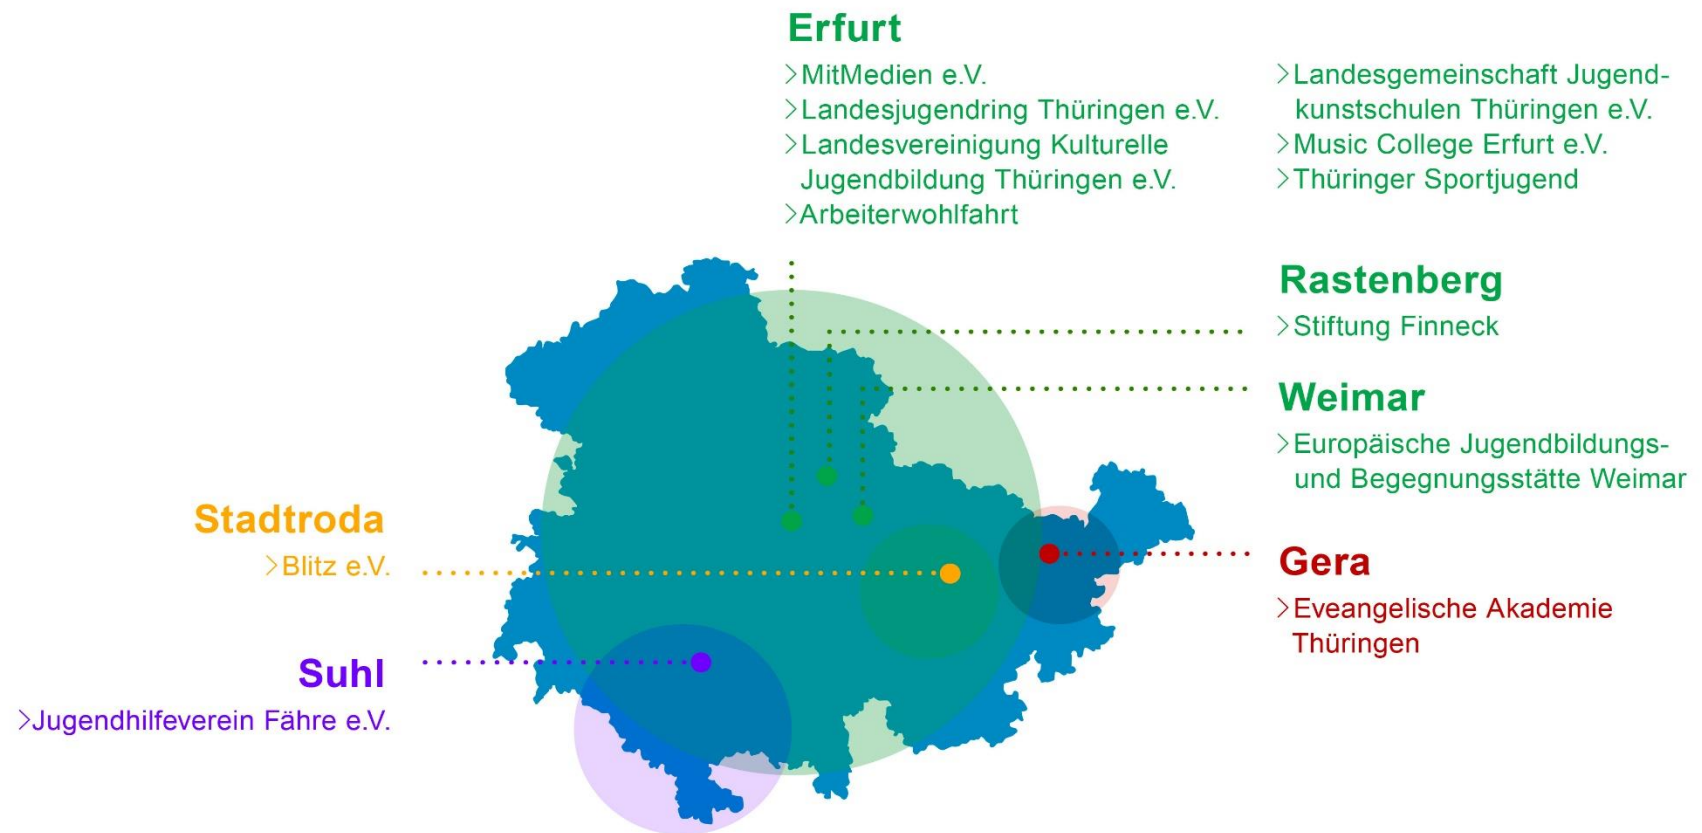 Erfurt
>MitMedien e.V.
>Landesjugendring Thüringen e.V.
>Landesvereinigung Kulturelle
Jugendbildung Thüringen e.V.
>Arbeiterwohlfahrt
>Landesgemeinschaft Jugend-
kunstschulen Thüringen e.V.
>Music College Erfurt e.V.
>Thüringer Sportjugend
Rastenberg
>Stiftung Finneck
Weimar
>Europäische Jugendbildungs-
und Begegnungsstätte Weimar
Stadtroda
>Blitz e.V.
Gera
>Eveangelische Akademie
Thüringen
Suhl
>Jugendhilfeverein Fähre e.V.